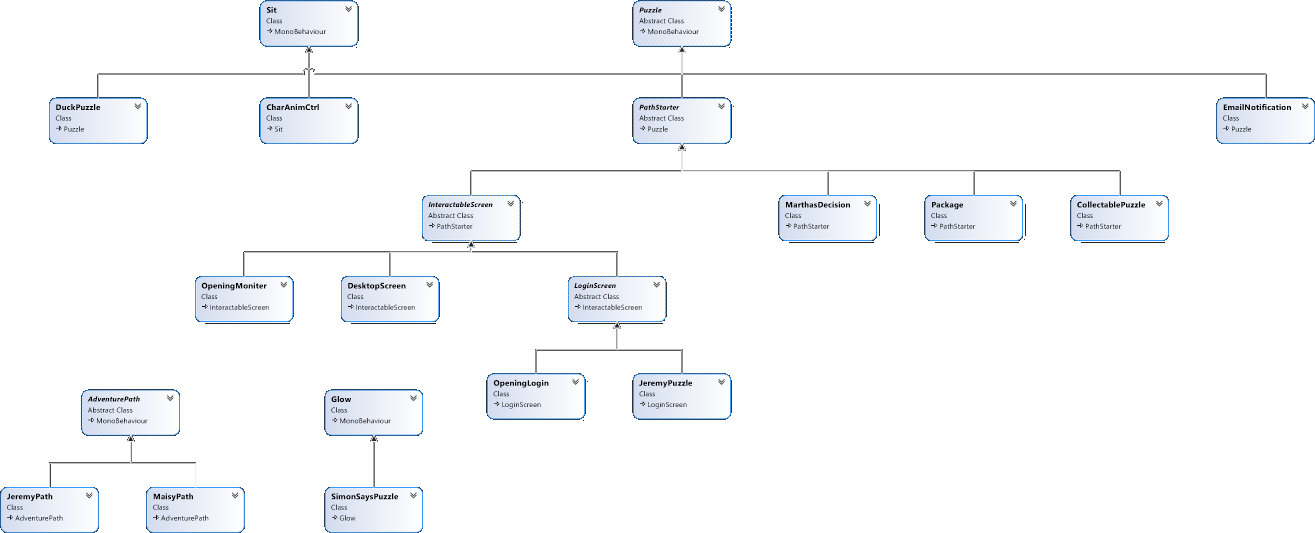 Sit
Class
MonoBehaviour
Puzzle
Abstract Class
MonoBehaviour
DuckPuzzle
Class
Puzzle
CharAnimCtrl
Class
Sit
PathStarter
Abstract Class
Puzzle
EmailNotification
Class
Puzzle
InteractableScreen
Abstract Class
PathStarter
MarthasDecision
Class
PathStarter
Package
Class
PathStarter
CollectablePuzzle
Class
PathStarter
OpeningMoniter
Class
InteractableScreen
DesktopScreen
Class
InteractableScreen
LoginScreen
Abstract Class
InteractableScreen
OpeningLogin
Class
LoginScreen
JeremyPuzzle
Class
LoginScreen
AdventurePath
Abstract Class
MonoBehaviour
Glow
Class
MonoBehaviour
JeremyPath
Class
AdventurePath
MaisyPath
Class
AdventurePath
SimonSaysPuzzle
Class
Glow